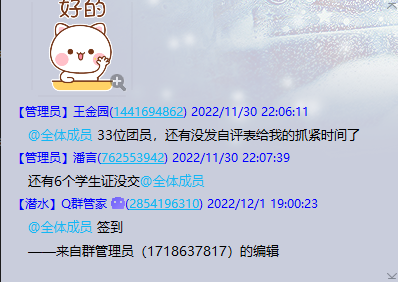 好的
【管理员】王金园(1441694862) 2022/11/30 22:06:11
@全体成员 33位团员，还有没发自评表给我的抓紧时间了
【管理员】潘言(762553942) 2022/11/30 22:07:39
还有6个学生证没交@全体成员
【潜水】Q群管家(2854196310) 2022/12/1 19:00:23
@全体成员 签到
——来自群管理员（1718637817）的编辑